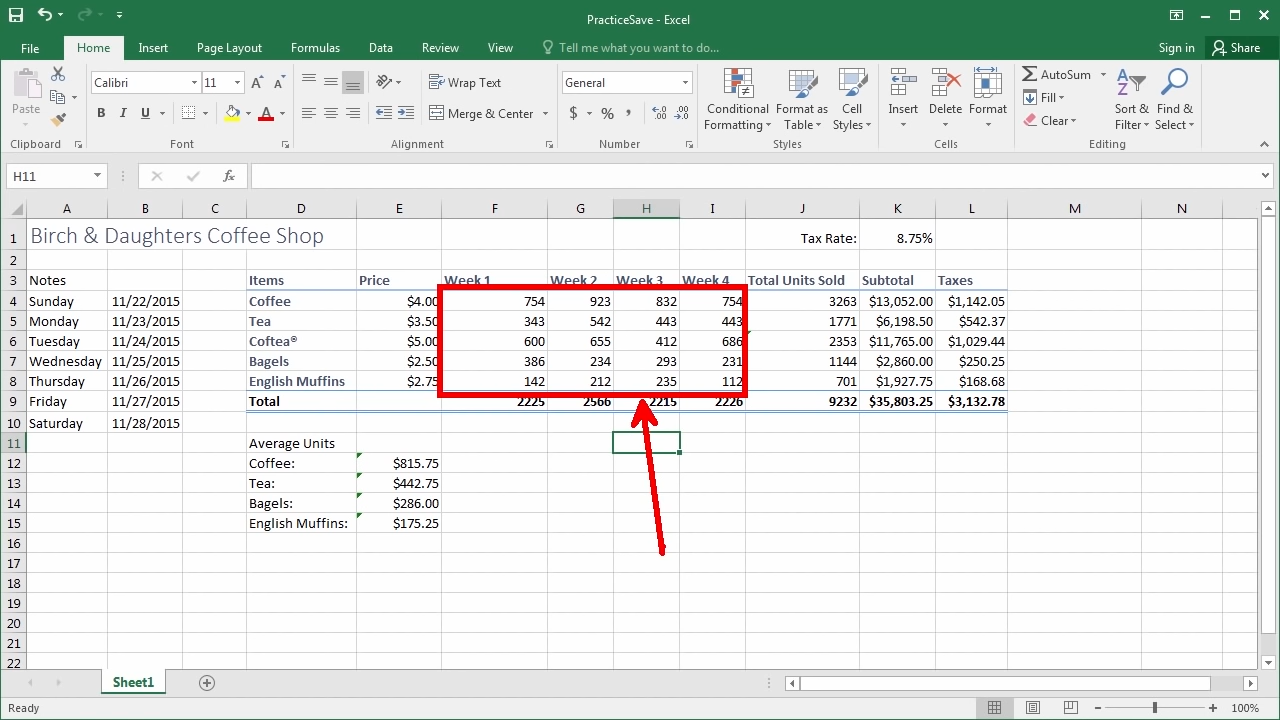 PracticeSave - Excel
File Home Insert Page Layout Formulas Data Review View Tell me what you want to do... Sign in Share
Paste Calibri 11 Wrap Text General Conditional Formatting Format as Table Cell Styles Insert Delete Format AutoSum Sort & Filter Find & Select
B I U Merge & Center $ % , Fill
Clear
Clipboard Font Alignment Number Styles Cells Editing
H11 fx
A B C D E F G H I J K L M N
1 Birch & Daughters Coffee Shop Tax Rate: 8.75%
2
3 Notes Items Price Week 1 Week 2 Week 3 Week 4 Total Units Sold Subtotal Taxes
4 Sunday 11/22/2015 Coffee $4.00 754 923 832 754 3263 $13,052.00 $1,142.05
5 Monday 11/23/2015 Tea $3.50 343 542 443 443 1771 $6,198.50 $542.37
6 Tuesday 11/24/2015 Coftea® $5.00 600 655 412 686 2353 $11,765.00 $1,029.44
7 Wednesday 11/25/2015 Bagels $2.50 386 234 293 231 1144 $2,860.00 $250.25
8 Thursday 11/26/2015 English Muffins $2.75 142 212 235 112 701 $1,927.75 $168.68
9 Friday 11/27/2015 Total 2225 2566 2215 2226 9232 $35,803.25 $3,132.78
10 Saturday 11/28/2015
11 Average Units
12 Coffee: $815.75
13 Tea: $442.75
14 Bagels: $286.00
15 English Muffins: $175.25
16
17
18
19
20
21
22
Sheet1
Ready 100%